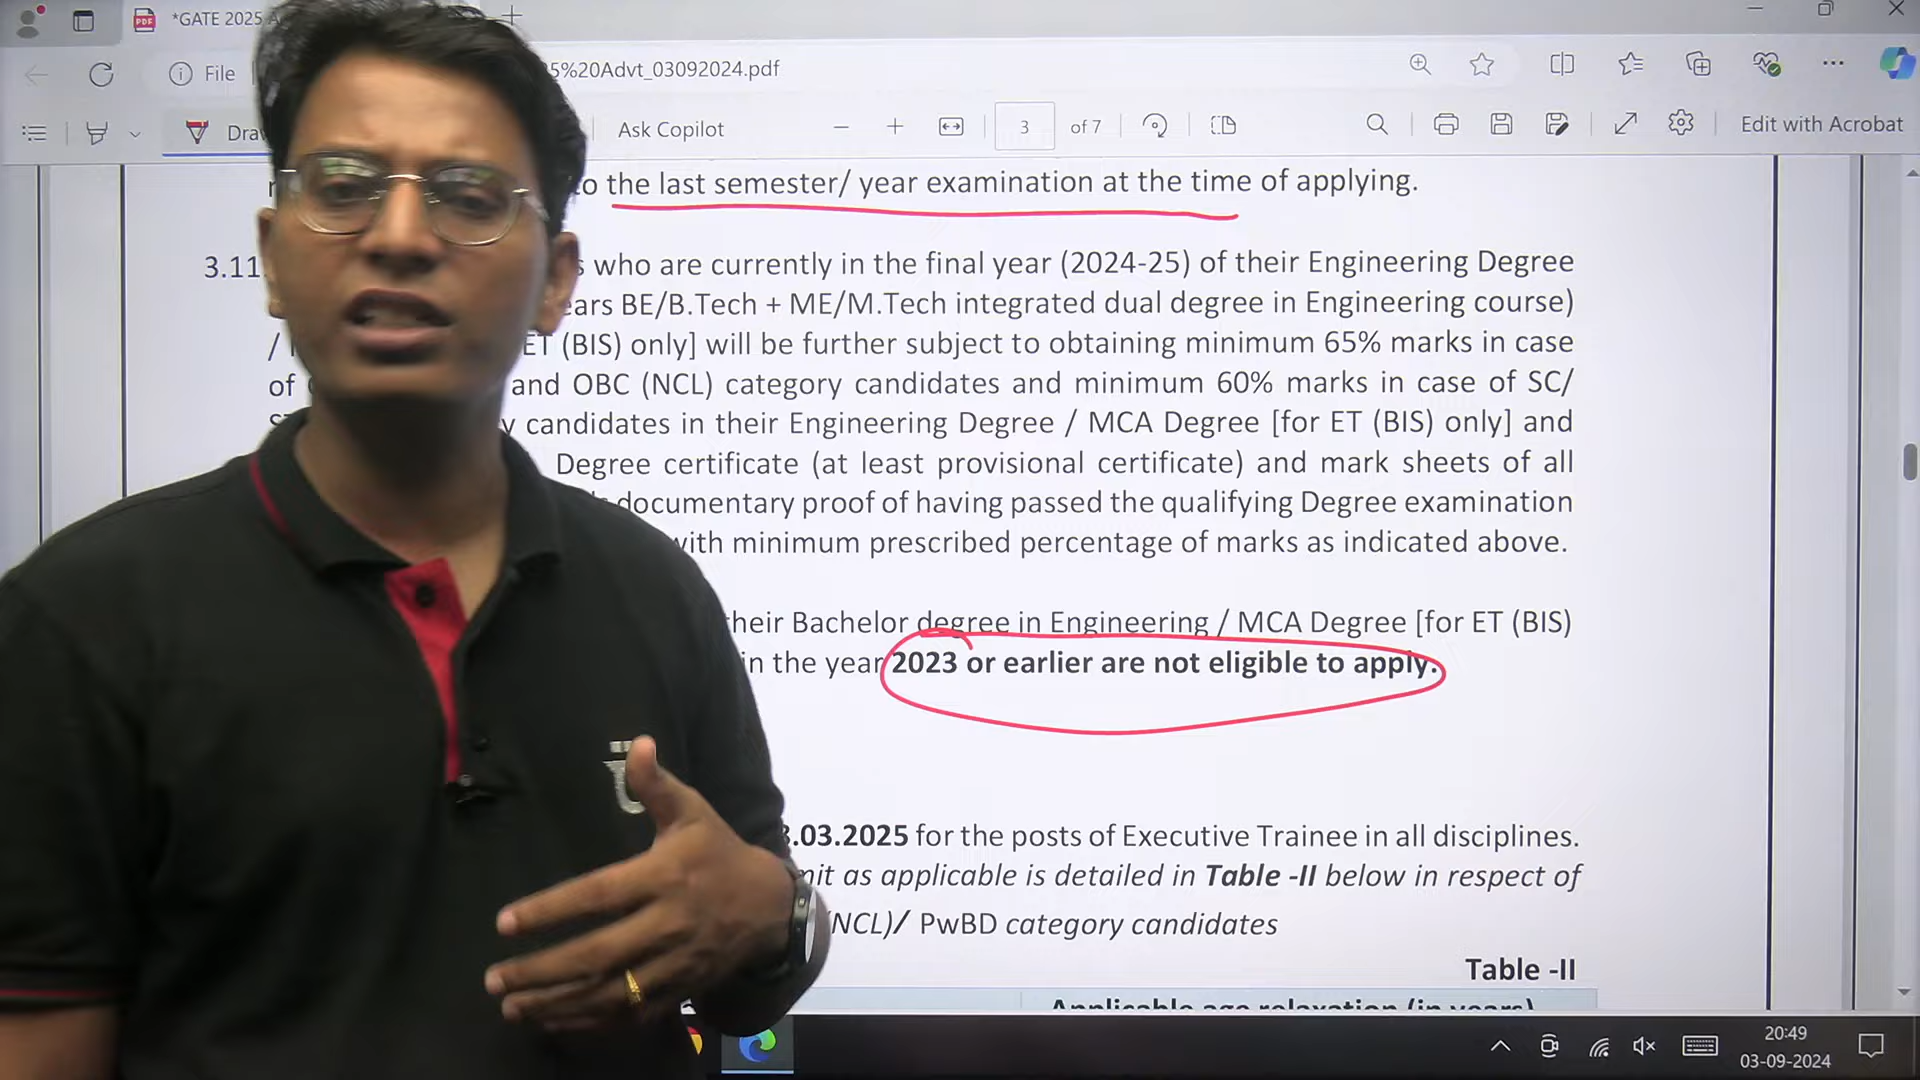 *GATE 2025
File
5%20Advt_03092024.pdf
Ask Copilot
3
of 7
Edit with Acrobat
the last semester/ year examination at the time of applying.
3.11
who are currently in the final year (2024-25) of their Engineering Degree
ears BE/B.Tech + ME/M.Tech integrated dual degree in Engineering course)
/ ET (BIS) only] will be further subject to obtaining minimum 65% marks in case
of and OBC (NCL) category candidates and minimum 60% marks in case of SC/
candidates in their Engineering Degree / MCA Degree [for ET (BIS) only] and
Degree certificate (at least provisional certificate) and mark sheets of all
documentary proof of having passed the qualifying Degree examination
with minimum prescribed percentage of marks as indicated above.
their Bachelor degree in Engineering / MCA Degree [for ET (BIS)
in the year 2023 or earlier are not eligible to apply.
.03.2025 for the posts of Executive Trainee in all disciplines.
mit as applicable is detailed in Table -II below in respect of
(NCL)/ PwBD category candidates
Table -II
Applicable age relaxation (in years)
20:49
03-09-2024